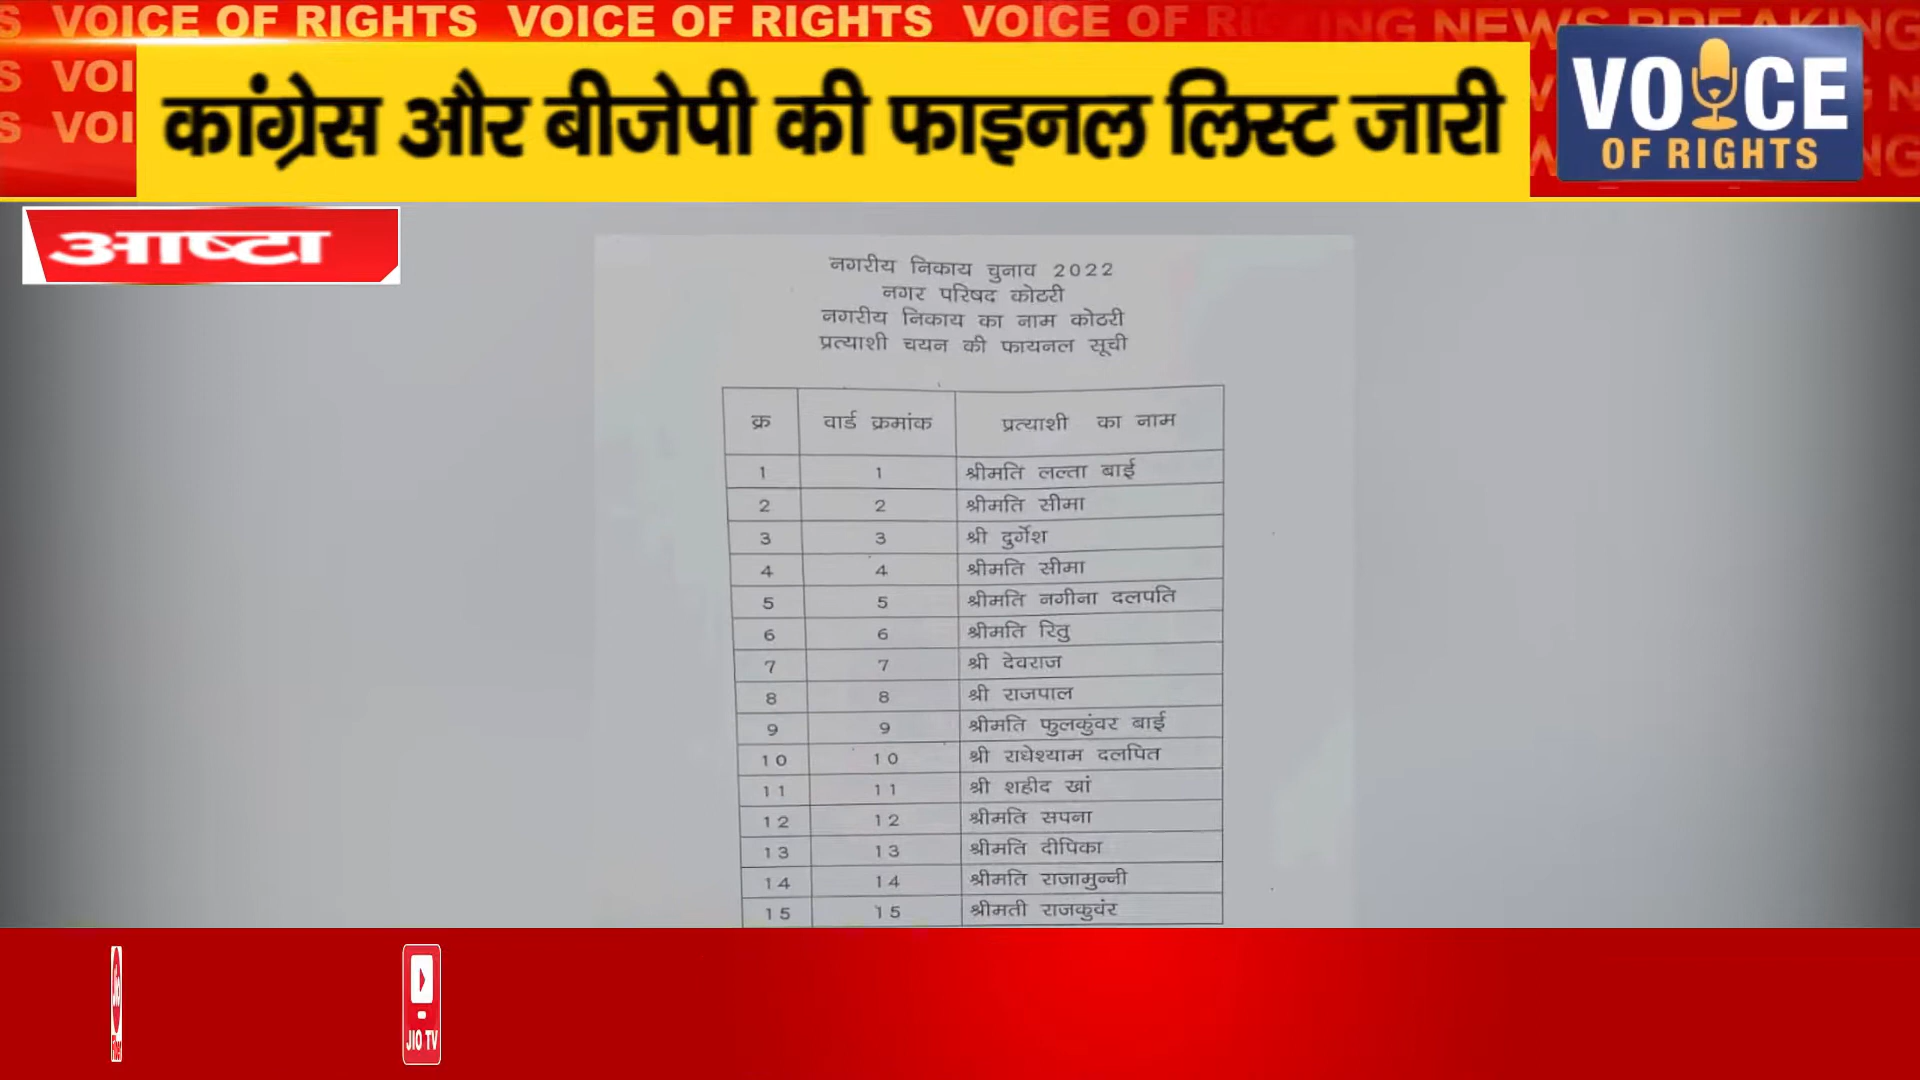 VOICE OF RIGHTS VOICE OF RIGHTS VOICE OF RIGHTS
कांग्रेस और बीजेपी की फाइनल लिस्ट जारी
VOICE
OF RIGHTS
आष्टा
नगरीय निकाय चुनाव 2022
नगर परिषद कोटरी
नगरीय निकाय का नाम कोठरी
प्रत्याशी चयन की फायनल सूची
क्र वार्ड क्रमांक प्रत्याशी का नाम
1 1 श्रीमति लल्ता बाई
2 2 श्रीमति सीमा
3 3 श्री दुर्गेश
4 4 श्रीमति सीमा
5 5 श्रीमति नगीना दलपति
6 6 श्रीमति रितु
7 7 श्री देवराज
8 8 श्री राजपाल
9 9 श्रीमति फुलकुंवर बाई
10 10 श्री राधेश्याम दलपित
11 11 श्री शहीद खां
12 12 श्रीमति सपना
13 13 श्रीमति दीपिका
14 14 श्रीमति राजामुन्नी
15 15 श्रीमती राजकुवंर
JIO TV